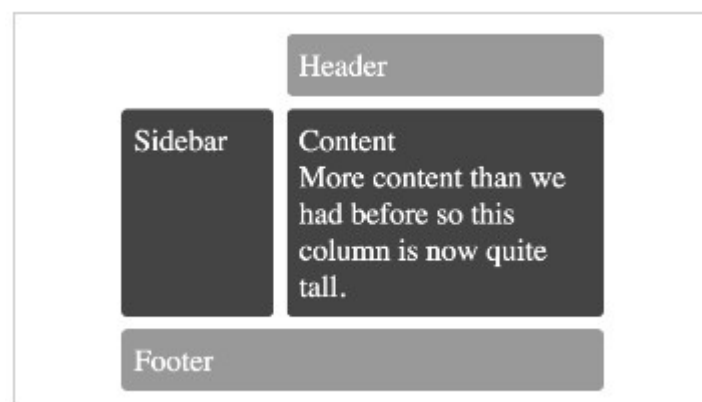 Header
Sidebar
Content
More content than we
had before so this
column is now quite
tall.
Footer